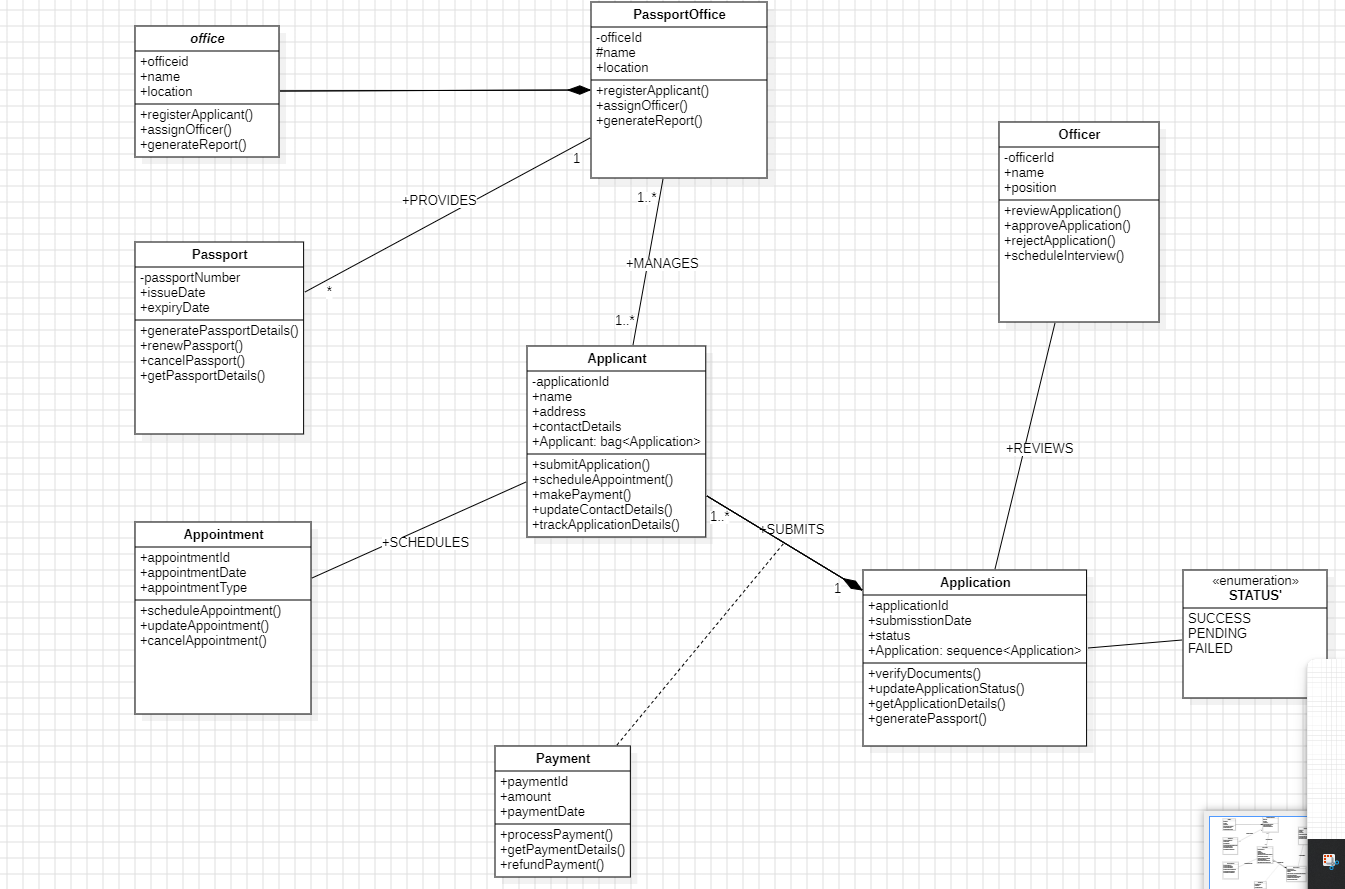 office
+officeid
+name
+location
+registerApplicant()
+assignOfficer()
+generateReport()
PassportOffice
-officeId
#name
+location
+registerApplicant()
+assignOfficer()
+generateReport()
Officer
-officerId
+name
+position
+reviewApplication()
+approveApplication()
+rejectApplication()
+scheduleInterview()
1
+PROVIDES
*
1..*
+MANAGES
1..*
Passport
-passportNumber
+issueDate
+expiryDate
+generatePassportDetails()
+renewPassport()
+cancelPassport()
+getPassportDetails()
Applicant
-applicationId
+name
+address
+contactDetails
+Applicant: bag<Application>
+submitApplication()
+scheduleAppointment()
+makePayment()
+updateContactDetails()
+trackApplicationDetails()
+REVIEWS
1..*
+SUBMITS
1
+SCHEDULES
Appointment
+appointmentId
+appointmentDate
+appointmentType
+scheduleAppointment()
+updateAppointment()
+cancelAppointment()
Application
+applicationId
+submisstionDate
+status
+Application: sequence<Application>
+verifyDocuments()
+updateApplicationStatus()
+getApplicationDetails()
+generatePassport()
«enumeration»
STATUS'
SUCCESS
PENDING
FAILED
Payment
+paymentId
+amount
+paymentDate
+processPayment()
+getPaymentDetails()
+refundPayment()